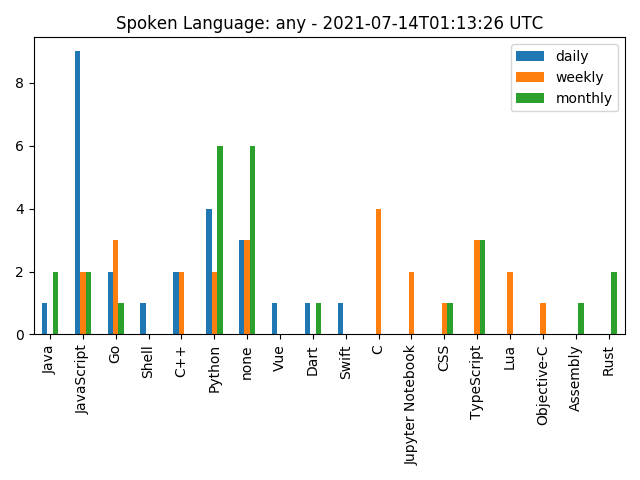 Spoken Language: any - 2021-07-14T01:13:26 UTC
daily
weekly
monthly
8
6
4
2
0
Java
JavaScript
Go
Shell
C++
Python
none
Vue
Dart
Swift
C
Jupyter Notebook
CSS
TypeScript
Lua
Objective-C
Assembly
Rust